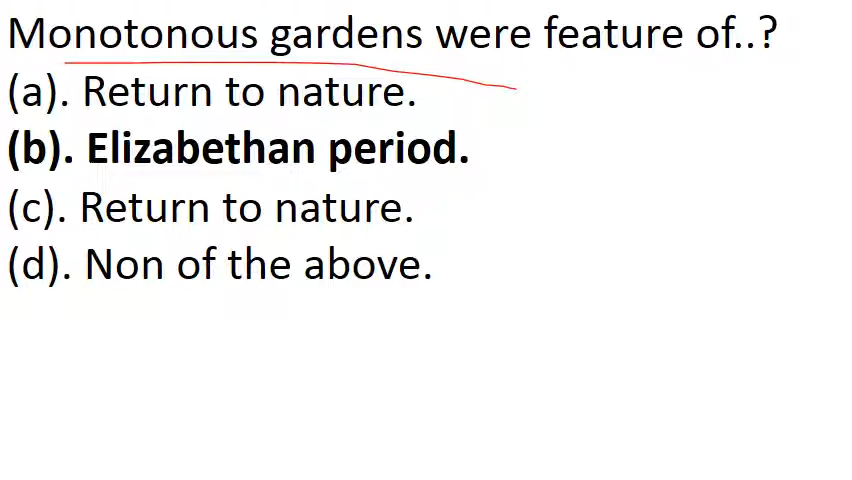 Monotonous gardens were feature of..?
(a). Return to nature.
(b). Elizabethan period.
(c). Return to nature.
(d). Non of the above.